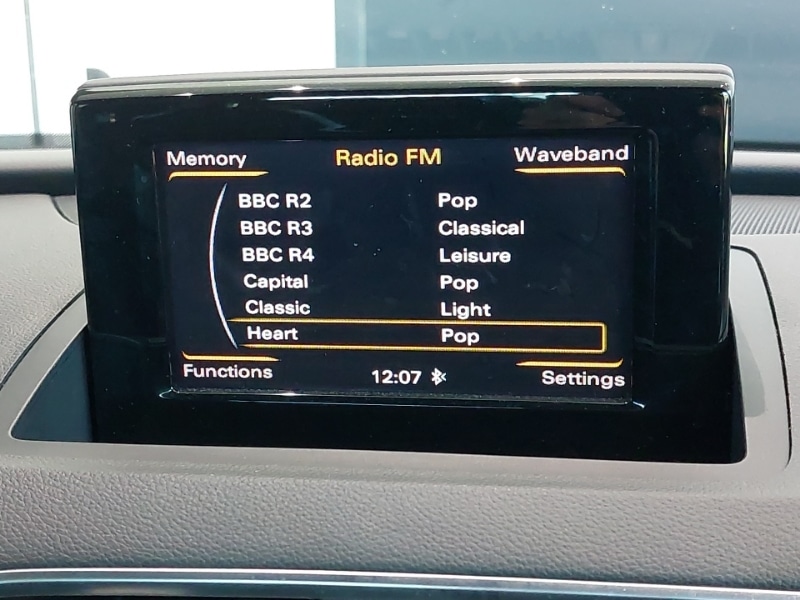 Memory Radio FM Waveband
BBC R2 Pop
BBC R3 Classical
BBC R4 Leisure
Capital Pop
Classic Light
Heart Pop
Functions 12:07 Settings